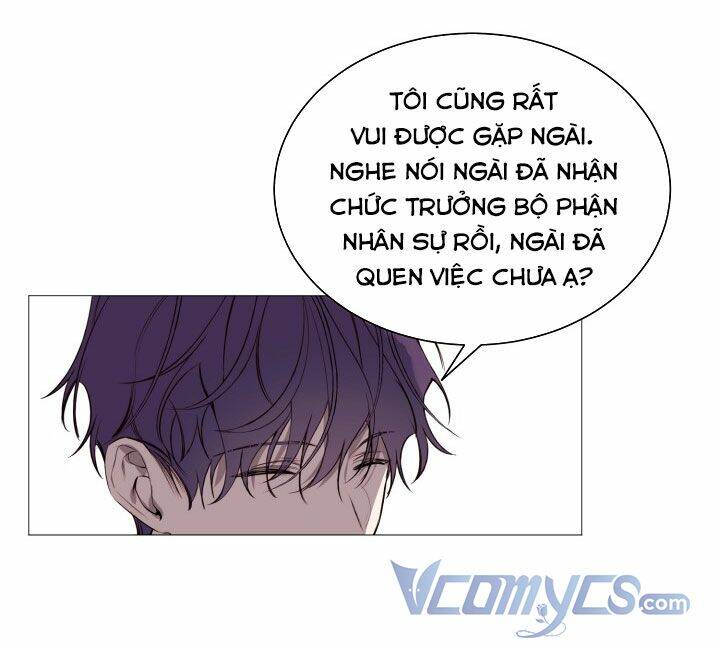 TÔI CŨNG RẤT
VUI ĐƯỢC GẶP NGÀI.
NGHE NÓI NGÀI ĐÃ NHẬN
CHỨC TRƯỞNG BỘ PHẬN
NHÂN SỰ RỒI, NGÀI ĐÃ
QUEN VIỆC CHƯA Ạ?
VCOMYCS.com